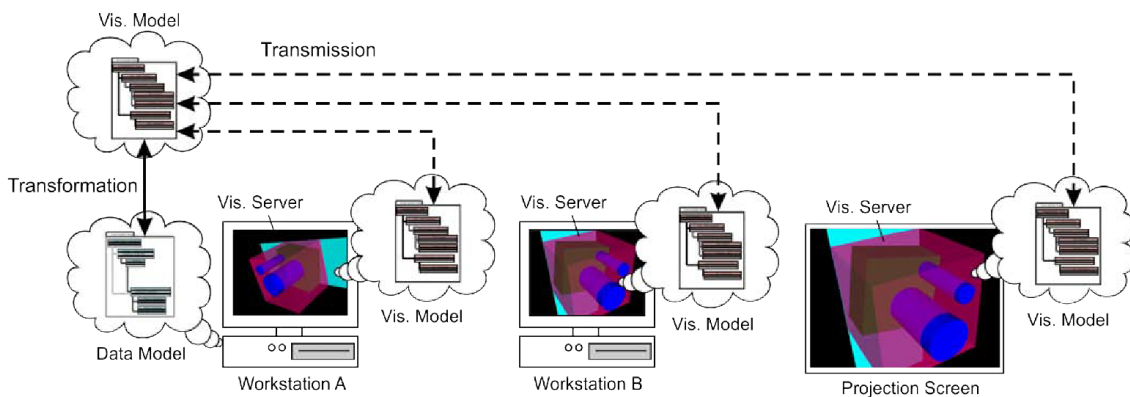 Vis. Model
Transmission
Transformation
Vis. Server
Vis. Server
Vis. Server
Vis. Model
Vis. Model
Vis. Model
Data Model
Workstation A
Workstation B
Projection Screen